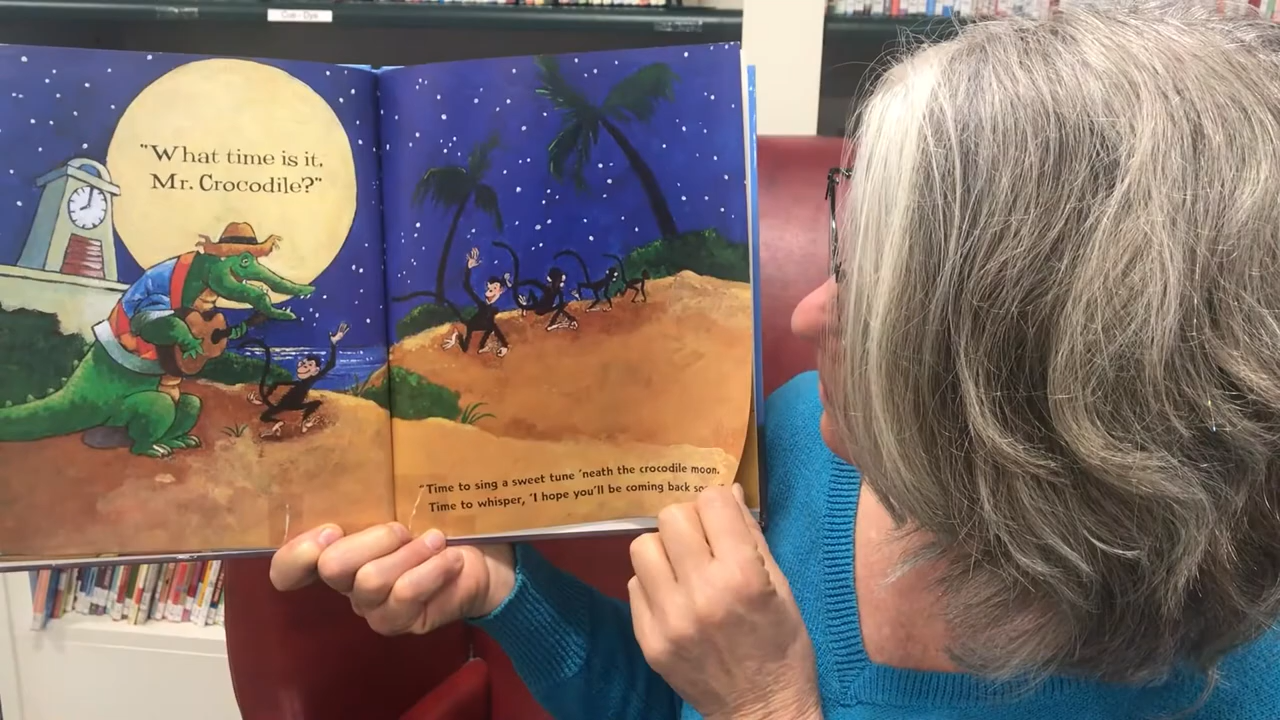 Cue - Dys
"What time is it,
Mr. Crocodile?"
"Time to sing a sweet tune 'neath the crocodile moon.
Time to whisper, 'I hope you'll be coming back